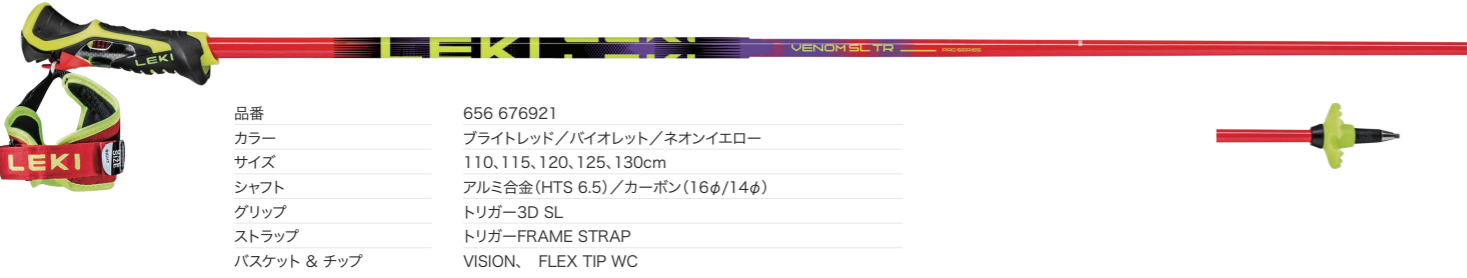 LEKI
LEKI
VENOM SL TR
PRO SERIES
LEKI
SIZE
品番 656 676921
カラー ブライトレッド／バイオレット／ネオンイエロー
サイズ 110、115、120、125、130cm
シャフト アルミ合金（HTS 6.5）／カーボン（16φ/14φ）
グリップ トリガー3D SL
ストラップ トリガーFRAME STRAP
バスケット & チップ VISION、 FLEX TIP WC